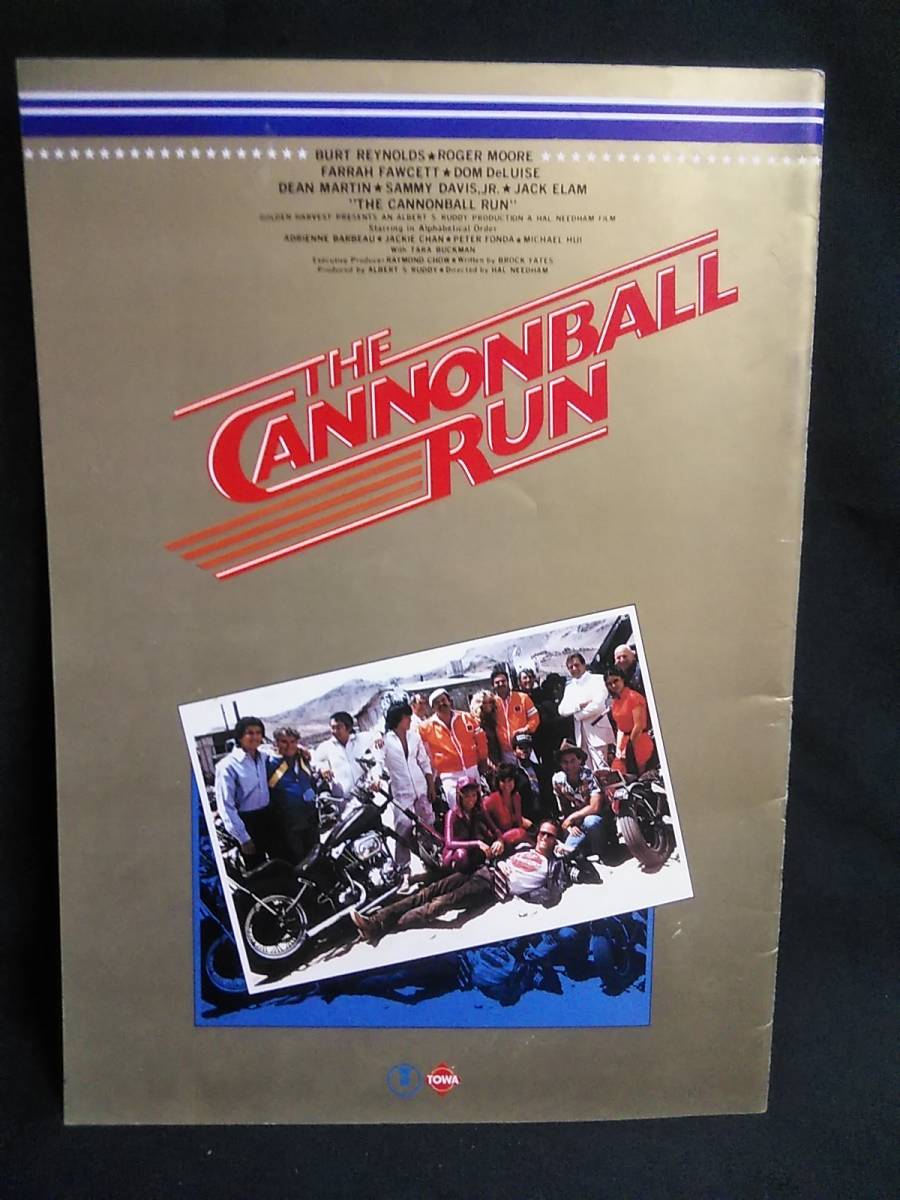 BURT REYNOLDS★ROGER MOORE
FARRAH FAWCETT★DOM DeLUISE
DEAN MARTIN★SAMMY DAVIS,JR.★JACK ELAM
"THE CANNONBALL RUN"
GOLDEN HARVEST PRESENTS AN ALBERT S. RUDDY PRODUCTION A HAL NEEDHAM FILM
Starring in Alphabetical Order
ADRIENNE BARBEAU★JACKIE CHAN★PETER FONDA★MICHAEL HUI
With TARA BUCKMAN
Executive Producer RAYMOND CHOW★Written by BROCK YATES
Produced by ALBERT S. RUDDY★Directed by HAL NEEDHAM
THE
CANNONBALL
RUN
TOWA